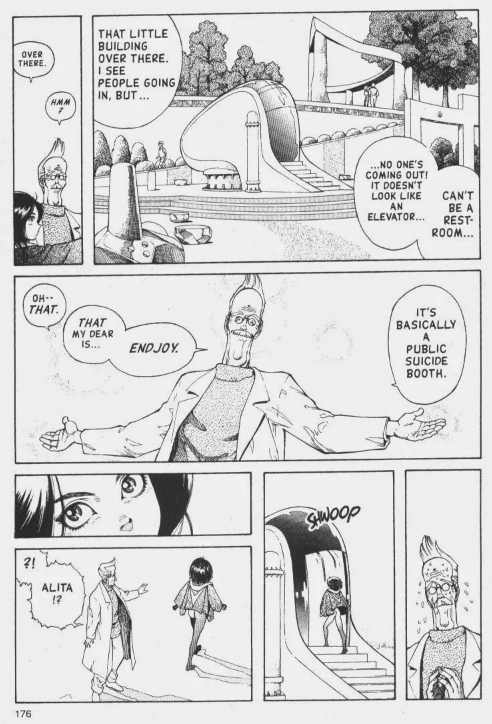 OVER
THERE.
HMM
?
THAT LITTLE
BUILDING
OVER THERE.
I SEE
PEOPLE GOING
IN, BUT...
...NO ONE'S
COMING OUT!
IT DOESN'T
LOOK LIKE
AN
ELEVATOR...
CAN'T
BE A
REST-
ROOM...
OH--
THAT.
THAT
MY DEAR
IS...
ENDJOY.
IT'S
BASICALLY
A
PUBLIC
SUICIDE
BOOTH.
?!
ALITA
!?
SHWOOP
176